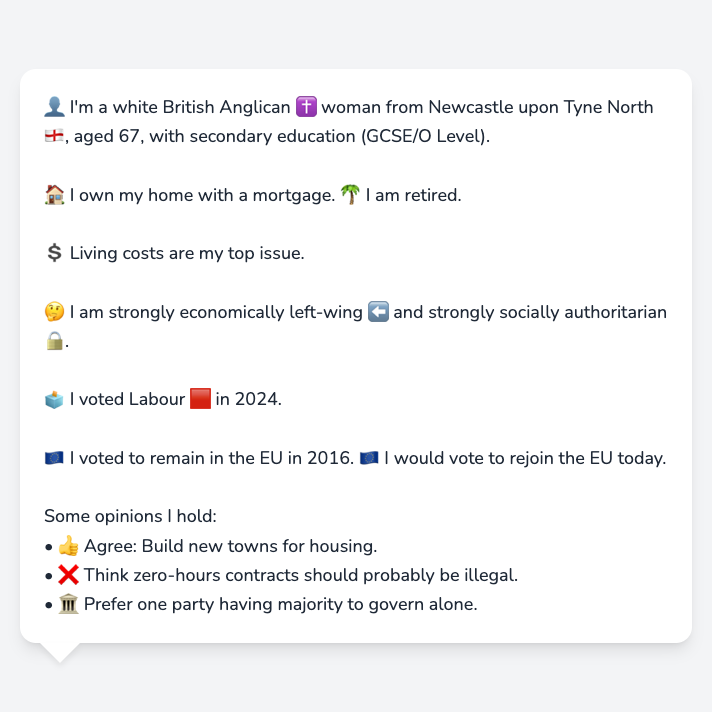 👤 I'm a white British Anglican ✝️ woman from Newcastle upon Tyne North
🏴󠁧󠁢󠁥󠁮󠁧󠁿, aged 67, with secondary education (GCSE/O Level).
🏠 I own my home with a mortgage. 🌴 I am retired.
💲 Living costs are my top issue.
🤔 I am strongly economically left-wing ⬅️ and strongly socially authoritarian
🔒.
🗳️ I voted Labour 🟥 in 2024.
🇪🇺 I voted to remain in the EU in 2016. 🇪🇺 I would vote to rejoin the EU today.
Some opinions I hold:
• 👍 Agree: Build new towns for housing.
• ❌ Think zero-hours contracts should probably be illegal.
• 🏛️ Prefer one party having majority to govern alone.